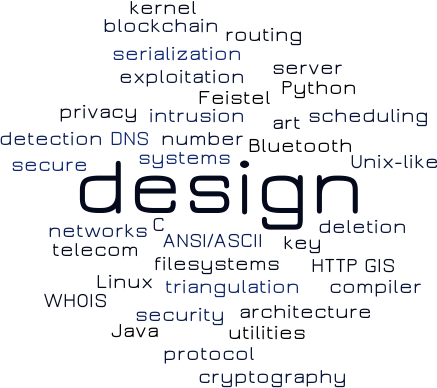 kernel
blockchain
routing
serialization
server
exploitation
Python
Feistel
privacy
intrusion
art
scheduling
detection
DNS
number
Bluetooth
systems
Unix-like
secure
design
C
deletion
networks
ANSI/ASCII
key
telecom
filesystems
HTTP
GIS
Linux
triangulation
compiler
WHOIS
security
architecture
Java
utilities
protocol
cryptography